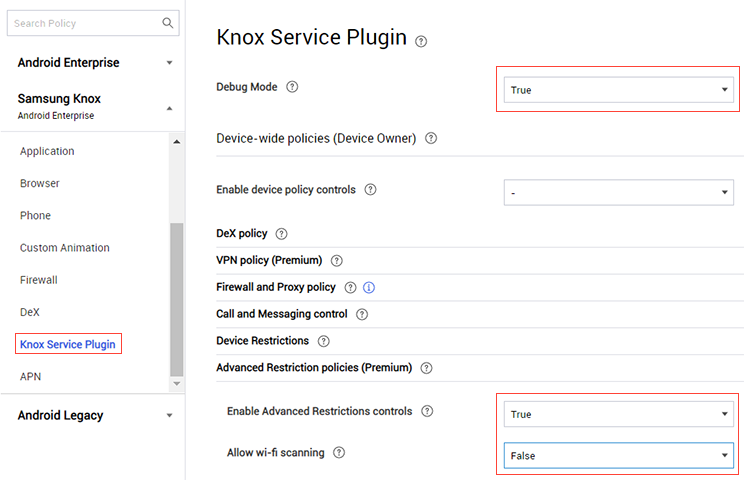 Search Policy
Android Enterprise
Samsung Knox
Android Enterprise
Application
Browser
Phone
Custom Animation
Firewall
DeX
Knox Service Plugin
APN
Android Legacy
Knox Service Plugin ?
Debug Mode ? True
Device-wide policies (Device Owner) ?
Enable device policy controls ? -
DeX policy ?
VPN policy (Premium) ?
Firewall and Proxy policy ? i
Call and Messaging control ?
Device Restrictions ?
Advanced Restriction policies (Premium) ?
Enable Advanced Restrictions controls ? True
Allow wi-fi scanning ? False